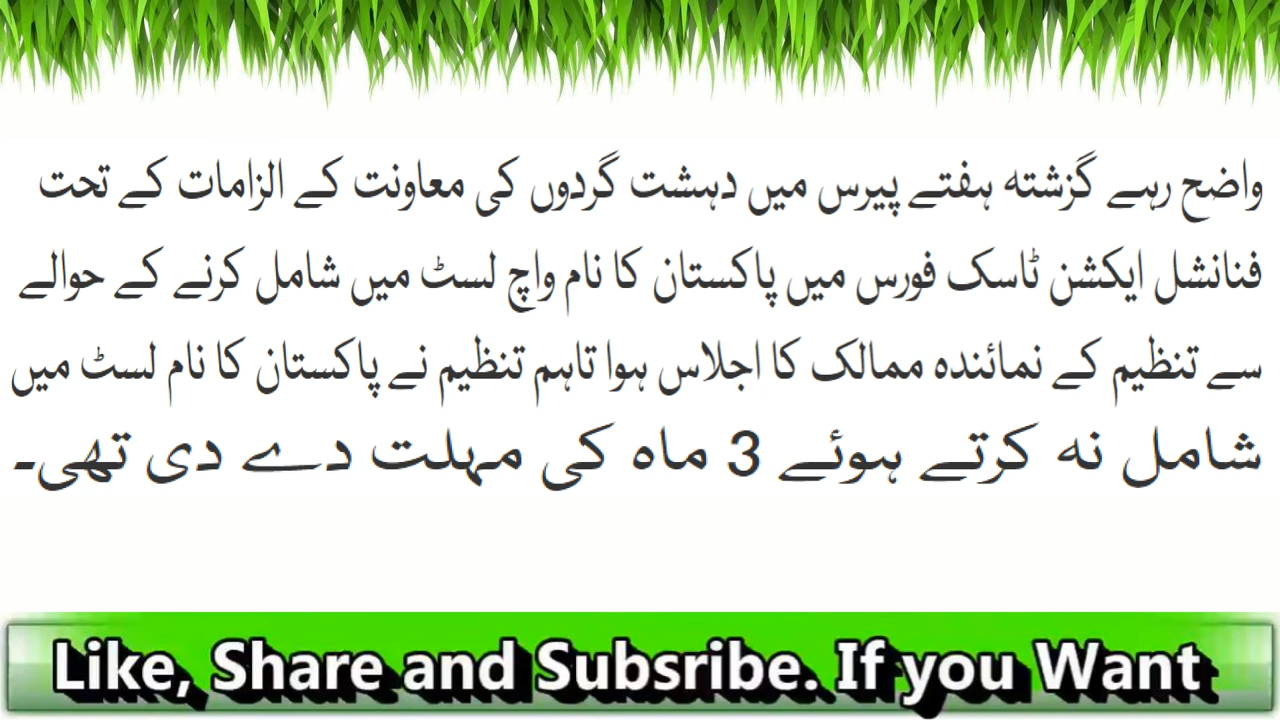 واضح رہے گزشتہ ہفتے پیرس میں دہشت گردوں کی معاونت کے الزامات کے تحت
فنانشل ایکشن ٹاسک فورس میں پاکستان کا نام واچ لسٹ میں شامل کرنے کے حوالے
سے تنظیم کے نمائندہ ممالک کا اجلاس ہوا تاہم تنظیم نے پاکستان کا نام لسٹ میں
شامل نہ کرتے ہوئے 3 ماہ کی مہلت دے دی تھی۔
Like, Share and Subsribe. If you Want